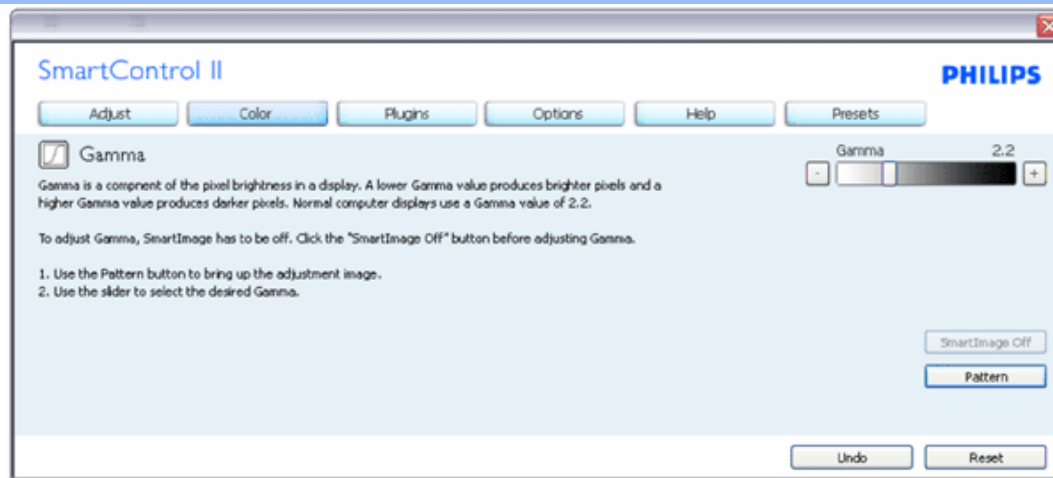 SmartControl II
PHILIPS
Adjust
Color
Plugins
Options
Help
Presets
Gamma
Gamma 2.2
- +
Gamma is a compnent of the pixel brightness in a display. A lower Gamma value produces brighter pixels and a
higher Gamma value produces darker pixels. Normal computer displays use a Gamma value of 2.2.
To adjust Gamma, SmartImage has to be off. Click the "SmartImage Off" button before adjusting Gamma.
1. Use the Pattern button to bring up the adjustment image.
2. Use the slider to select the desired Gamma.
SmartImage Off
Pattern
Undo
Reset